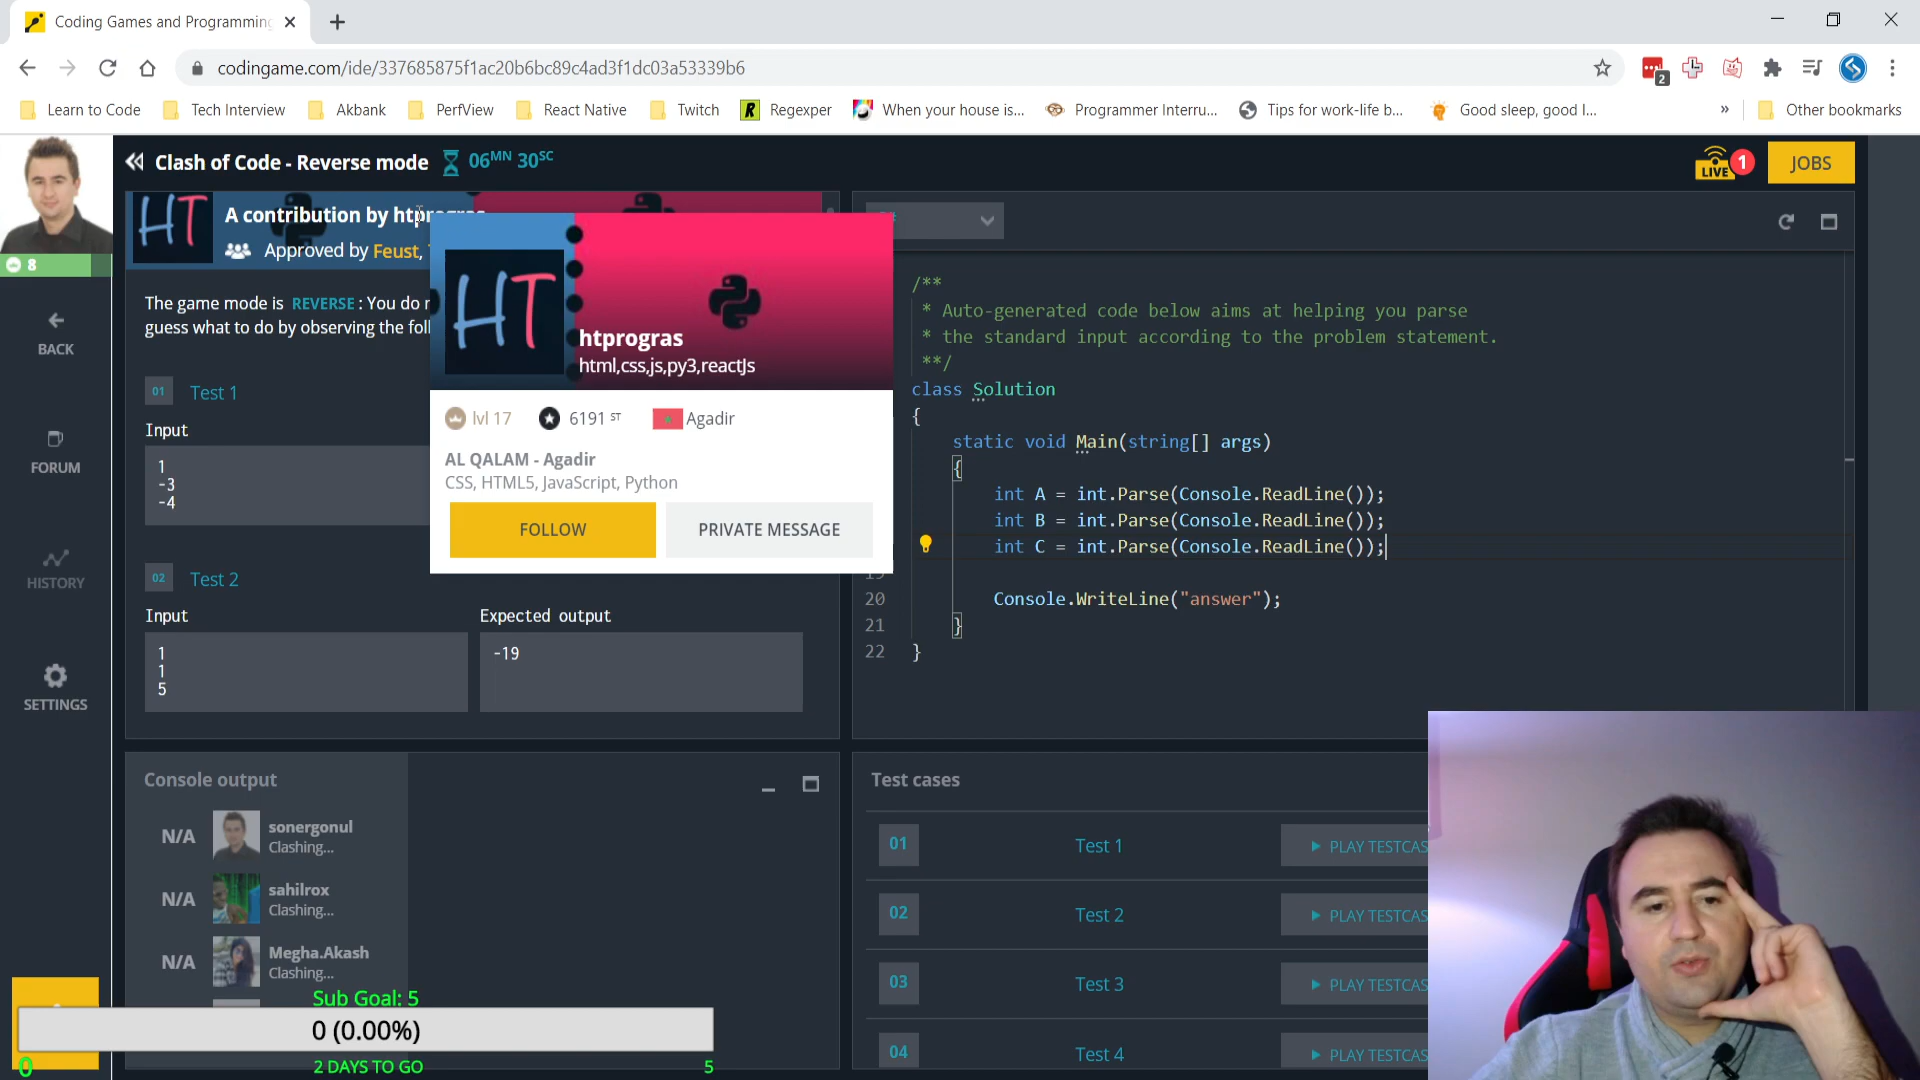 Coding Games and Programming
codingame.com/ide/337685875f1ac20b6bc89c4ad3f1dc03a53339b6
2
Learn to Code
Tech Interview
Akbank
PerfView
React Native
Twitch
R
Regexper
When your house is...
Programmer Interru...
Tips for work-life b...
Good sleep, good l...
»
Other bookmarks
Clash of Code - Reverse mode
06MN 30SC
LIVE
1
JOBS
8
BACK
FORUM
HISTORY
SETTINGS
HT
A contribution by htprogras
Approved by Feust,
The game mode is REVERSE: You do
guess what to do by observing the foll
01
Test 1
Input
1
-3
-4
02
Test 2
Input
Expected output
1
1
5
-19
HT
htprogras
html,css,js,py3,reactJs
lvl 17
6191 ST
Agadir
AL QALAM - Agadir
CSS, HTML5, JavaScript, Python
FOLLOW
PRIVATE MESSAGE
/**
* Auto-generated code below aims at helping you parse
* the standard input according to the problem statement.
**/
class Solution
{
static void Main(string[] args)
{
int A = int.Parse(Console.ReadLine());
int B = int.Parse(Console.ReadLine());
int C = int.Parse(Console.ReadLine());
20 Console.WriteLine("answer");
21 }
22 }
Console output
N/A
sonergonul
Clashing...
N/A
sahilrox
Clashing...
N/A
Megha.Akash
Clashing...
Test cases
01
Test 1
PLAY TESTCAS
02
Test 2
PLAY TESTCAS
03
Test 3
PLAY TESTCAS
04
Test 4
PLAY TESTCAS
Sub Goal: 5
0 (0.00%)
0
2 DAYS TO GO
5